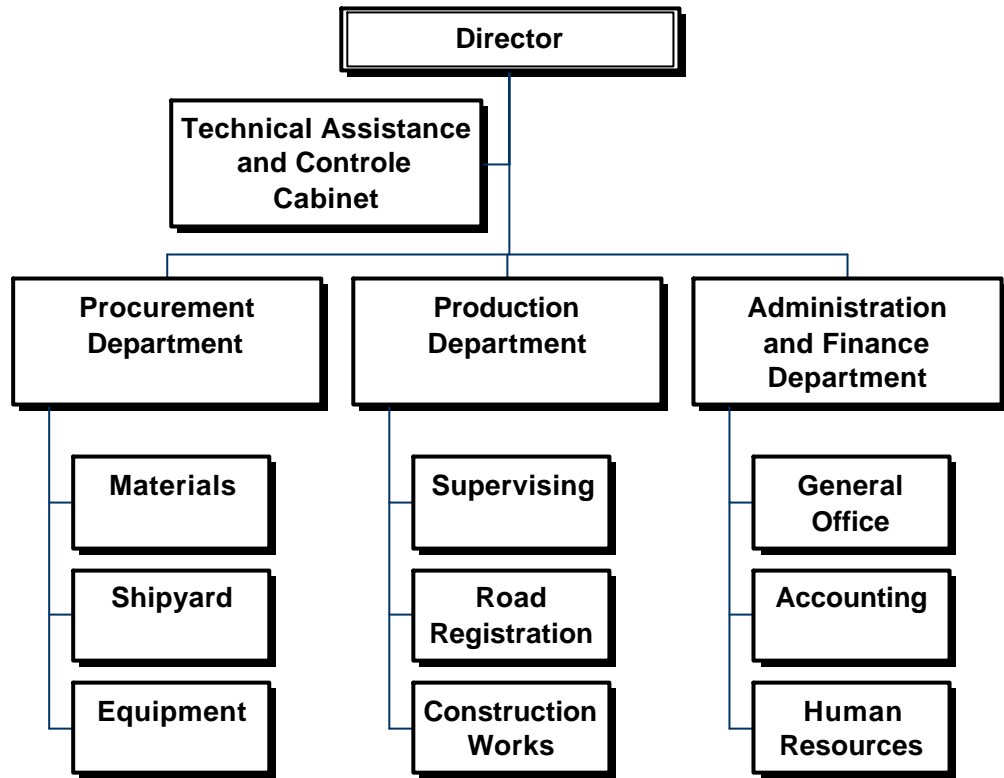 Director
Technical Assistance
and Controle
Cabinet
Procurement
Department
Production
Department
Administration
and Finance
Department
Materials
Shipyard
Equipment
Supervising
Road
Registration
Construction
Works
General
Office
Accounting
Human
Resources